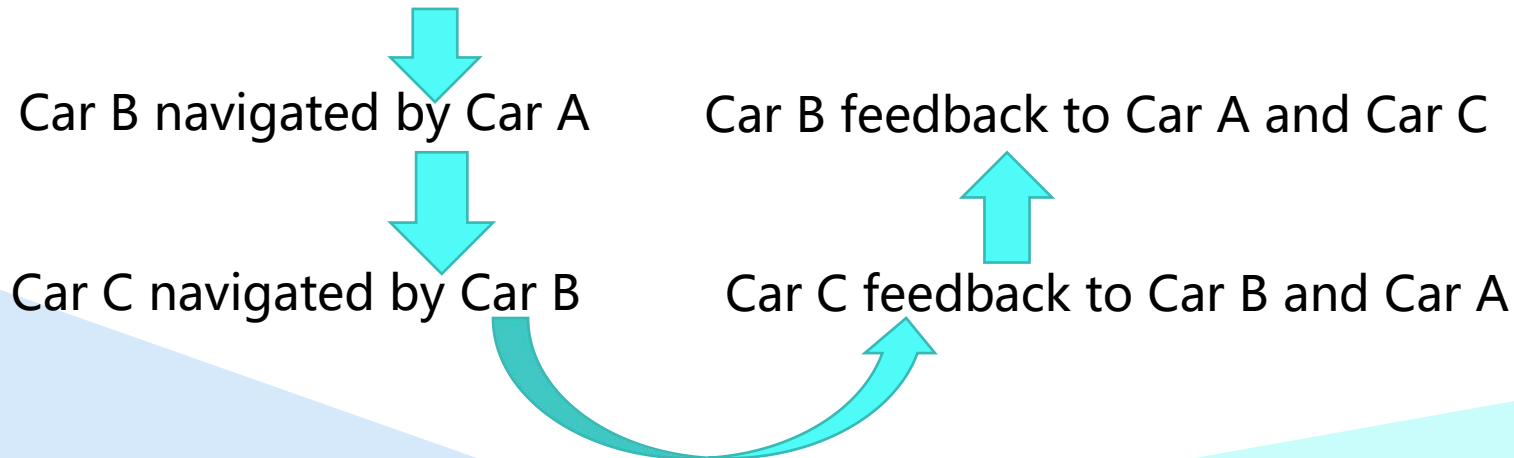 Car B navigated by Car A
Car B feedback to Car A and Car C
Car C navigated by Car B
Car C feedback to Car B and Car A